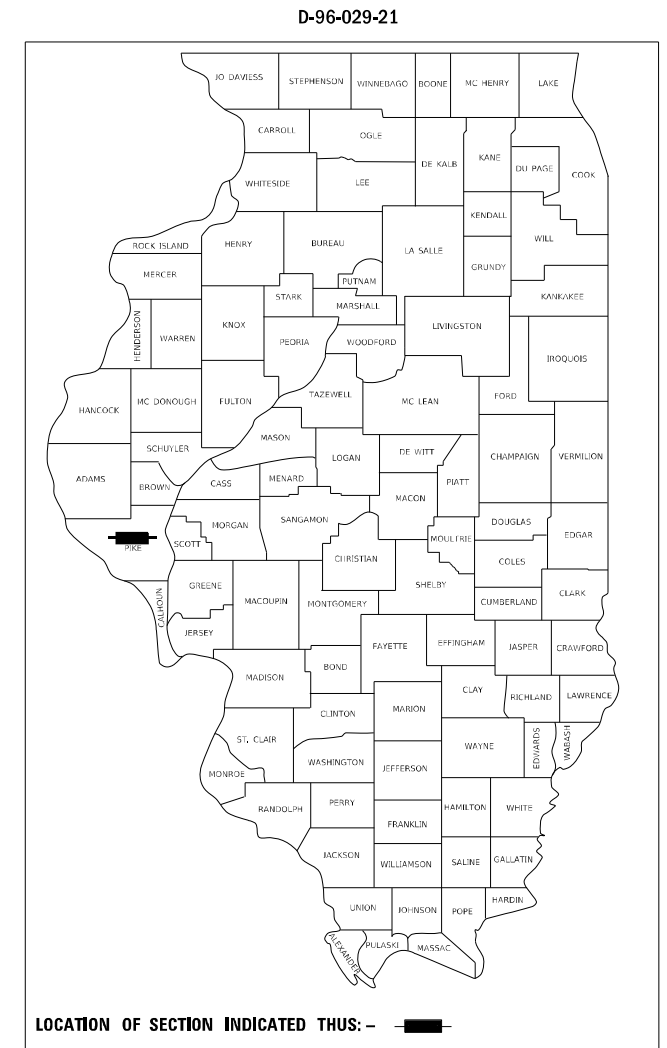 D-96-029-21
JO DAVIESS STEPHENSON WINNEBAGO BOONE MC HENRY LAKE
CARROLL OGLE
DE KALB KANE DU PAGE COOK
WHITESIDE LEE
KENDALL
ROCK ISLAND HENRY BUREAU LA SALLE WILL
MERCER PUTNAM GRUNDY
STARK MARSHALL KANKAKEE
HENDERSON WARREN KNOX PEORIA WOODFORD LIVINGSTON
IROQUOIS
HANCOCK MC DONOUGH FULTON TAZEWELL MC LEAN FORD
SCHUYLER MASON LOGAN DE WITT CHAMPAIGN VERMILION
ADAMS BROWN CASS MENARD PIATT
MACON
PIKE SCOTT MORGAN SANGAMON MOULTRIE DOUGLAS EDGAR
CHRISTIAN COLES
CALHOUN GREENE MACOUPIN MONTGOMERY SHELBY CUMBERLAND CLARK
JERSEY FAYETTE EFFINGHAM JASPER CRAWFORD
MADISON BOND
CLAY RICHLAND LAWRENCE
CLINTON MARION
ST. CLAIR WAYNE EDWARDS WABASH
MONROE WASHINGTON JEFFERSON
RANDOLPH PERRY HAMILTON WHITE
FRANKLIN
JACKSON WILLIAMSON SALINE GALLATIN
UNION JOHNSON POPE HARDIN
ALEXANDER PULASKI MASSAC
LOCATION OF SECTION INDICATED THUS: –